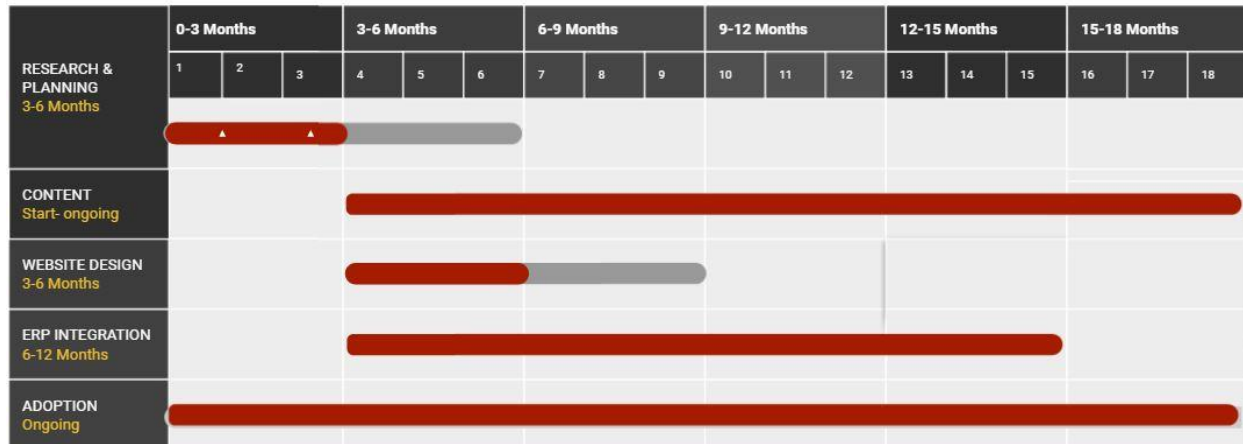 0-3 Months
3-6 Months
6-9 Months
9-12 Months
12-15 Months
15-18 Months
1
2
3
4
5
6
7
8
9
10
11
12
13
14
15
16
17
18
RESEARCH &
PLANNING
3-6 Months
CONTENT
Start- ongoing
WEBSITE DESIGN
3-6 Months
ERP INTEGRATION
6-12 Months
ADOPTION
Ongoing